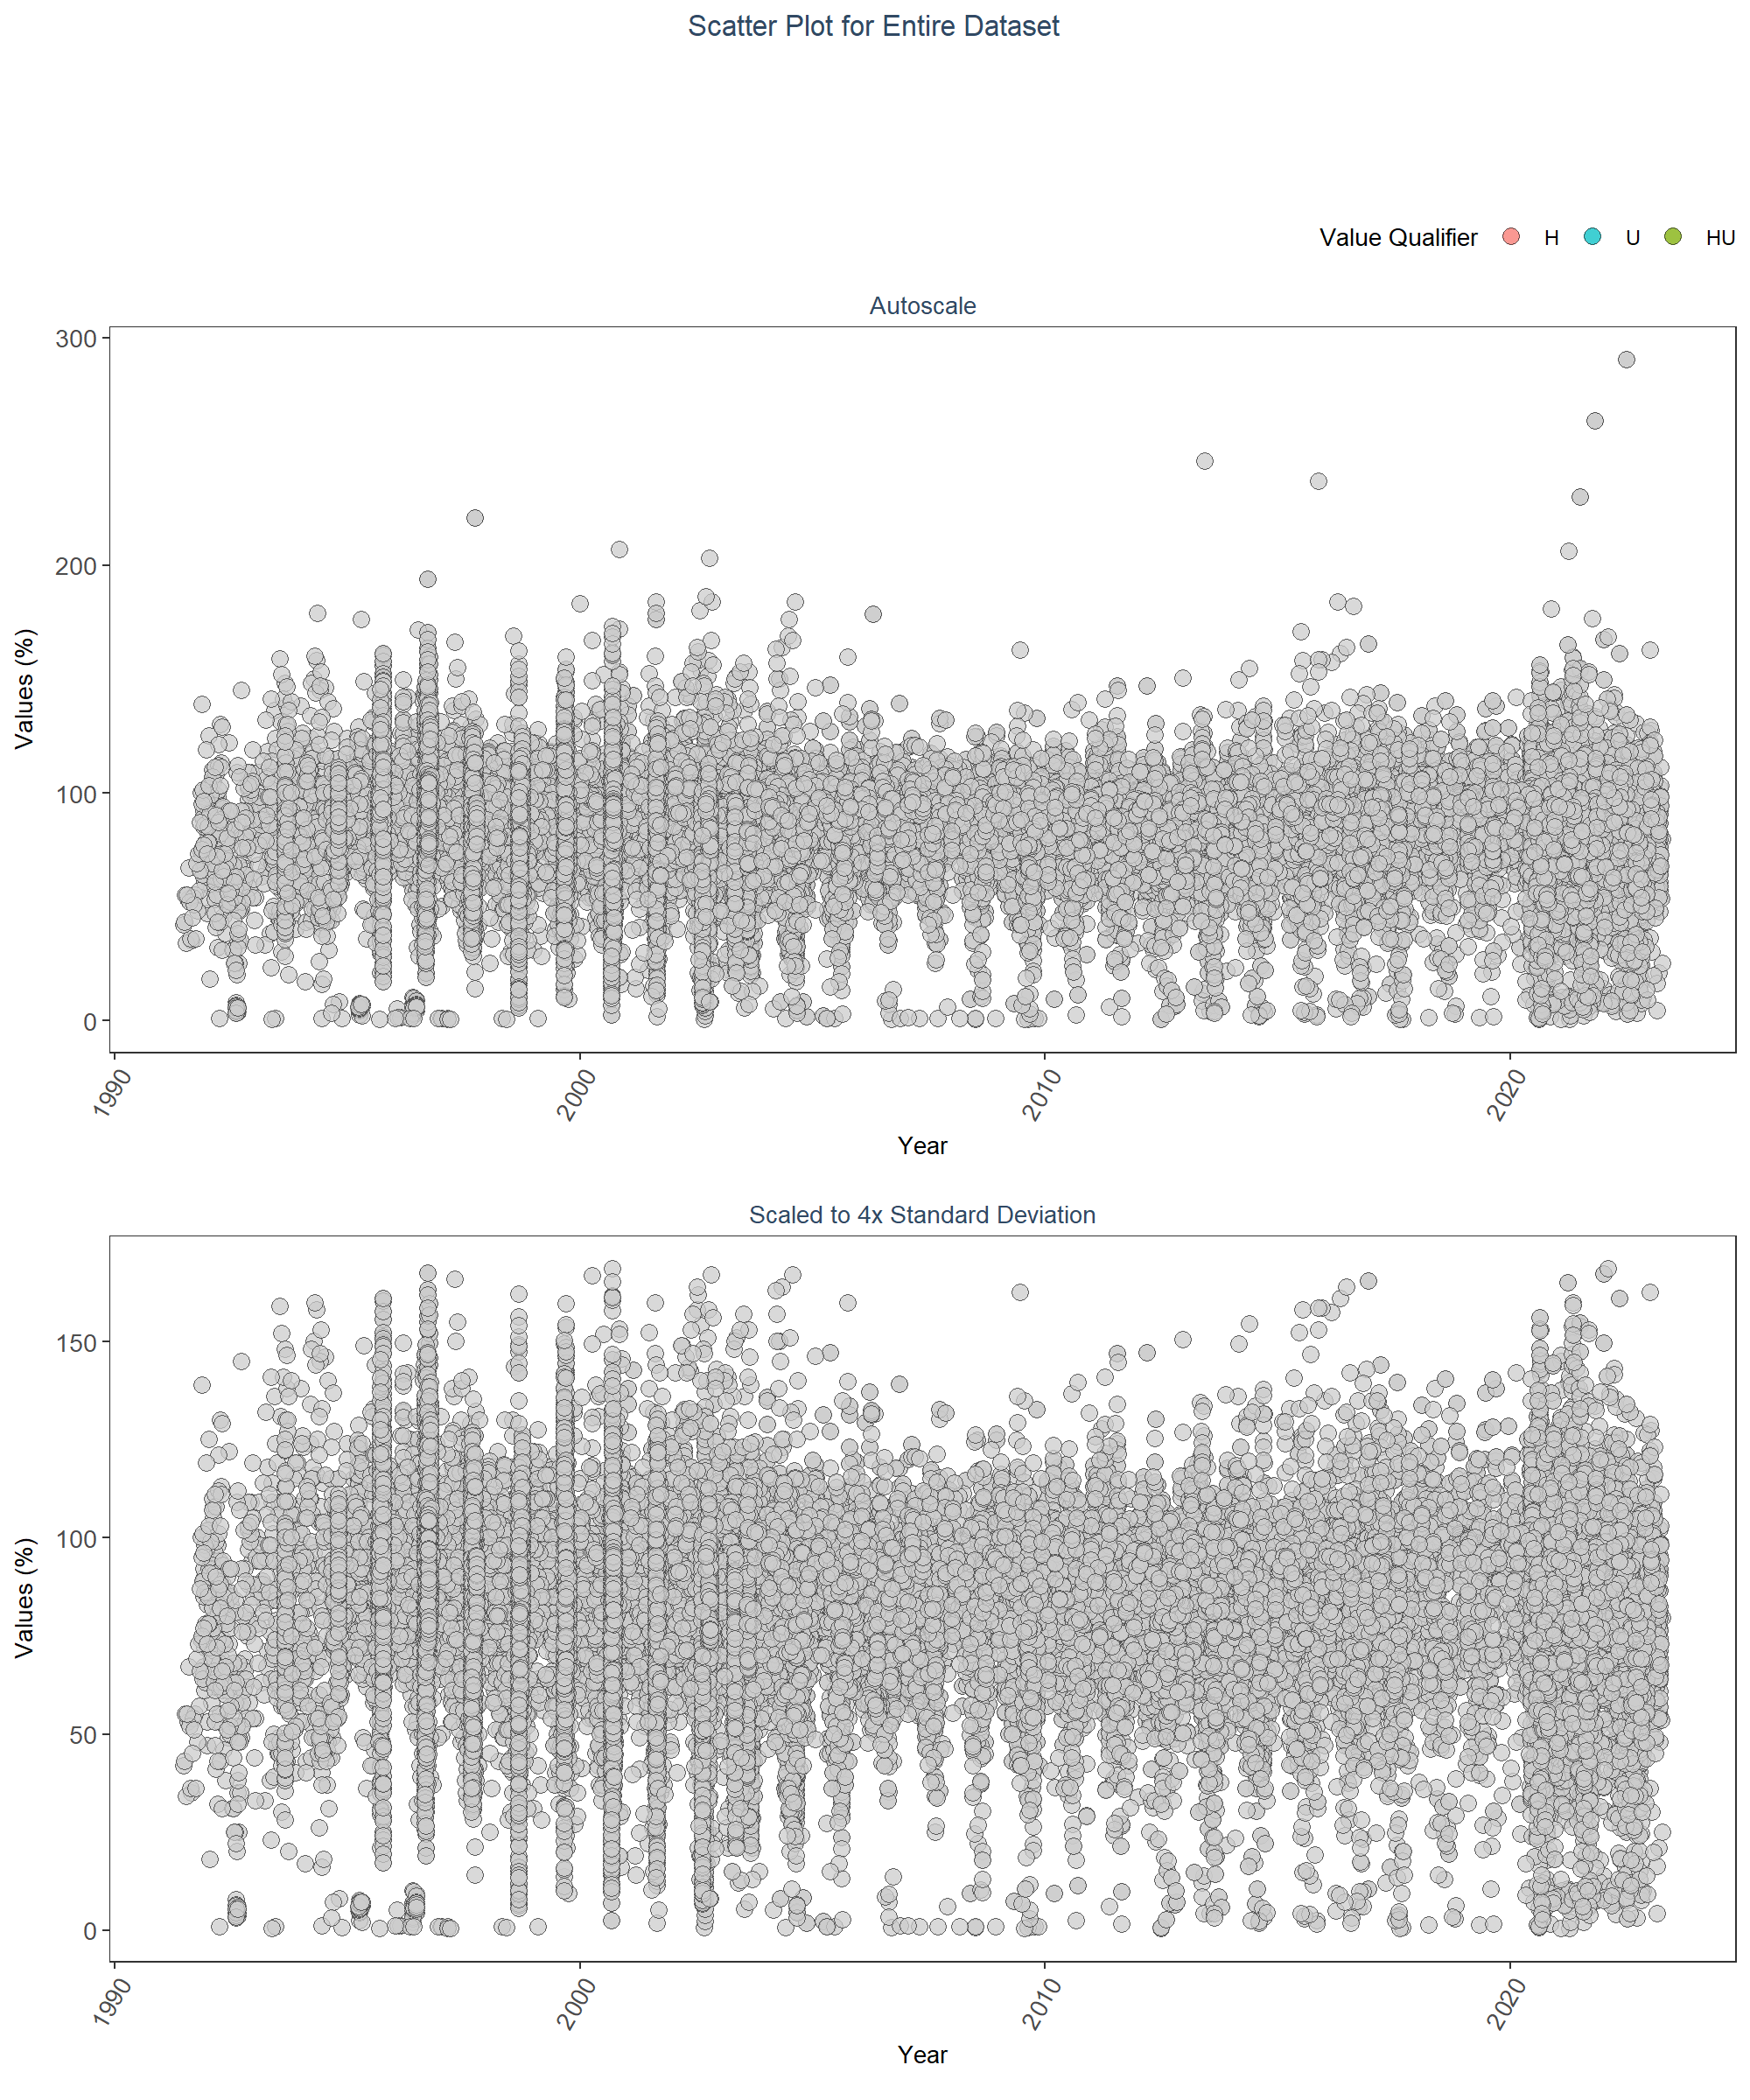 Scatter Plot for Entire Dataset
Value Qualifier H U HU
Autoscale
300
200
100
0
Values (%)
1990 2000 2010 2020
Year
Scaled to 4x Standard Deviation
150
100
50
0
Values (%)
1990 2000 2010 2020
Year